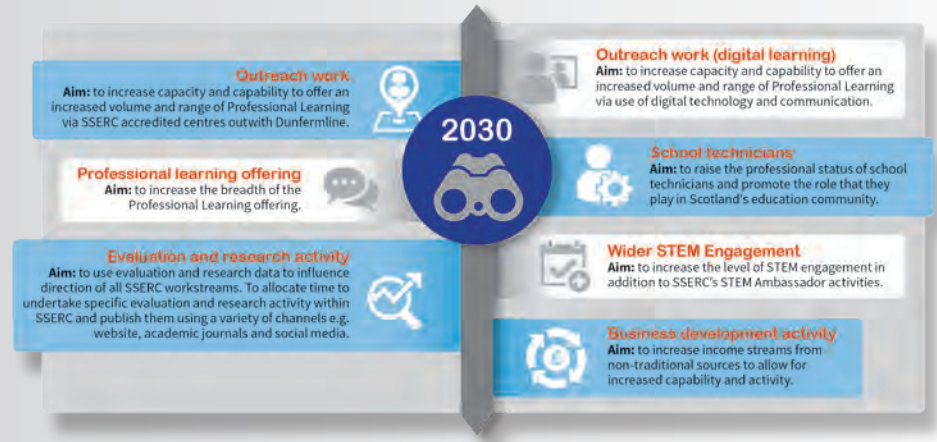 Outreach work
Aim: to increase capacity and capability to offer an
increased volume and range of Professional Learning
via SSERC accredited centres outwith Dunfermline.
Professional learning offering
Aim: to increase the breadth of the
Professional Learning offering.
Evaluation and research activity
Aim: to use evaluation and research data to influence
direction of all SSERC workstreams. To allocate time to
undertake specific evaluation and research activity within
SSERC and publish them using a variety of channels e.g.
website, academic journals and social media.
2030
Outreach work (digital learning)
Aim: to increase capacity and capability to offer an
increased volume and range of Professional Learning
via use of digital technology and communication.
School technicians
Aim: to raise the professional status of school
technicians and promote the role that they
play in Scotland's education community.
Wider STEM Engagement
Aim: to increase the level of STEM engagement in
addition to SSERC's STEM Ambassador activities.
Business development activity
Aim: to increase income streams from
non-traditional sources to allow for
increased capability and activity.
£